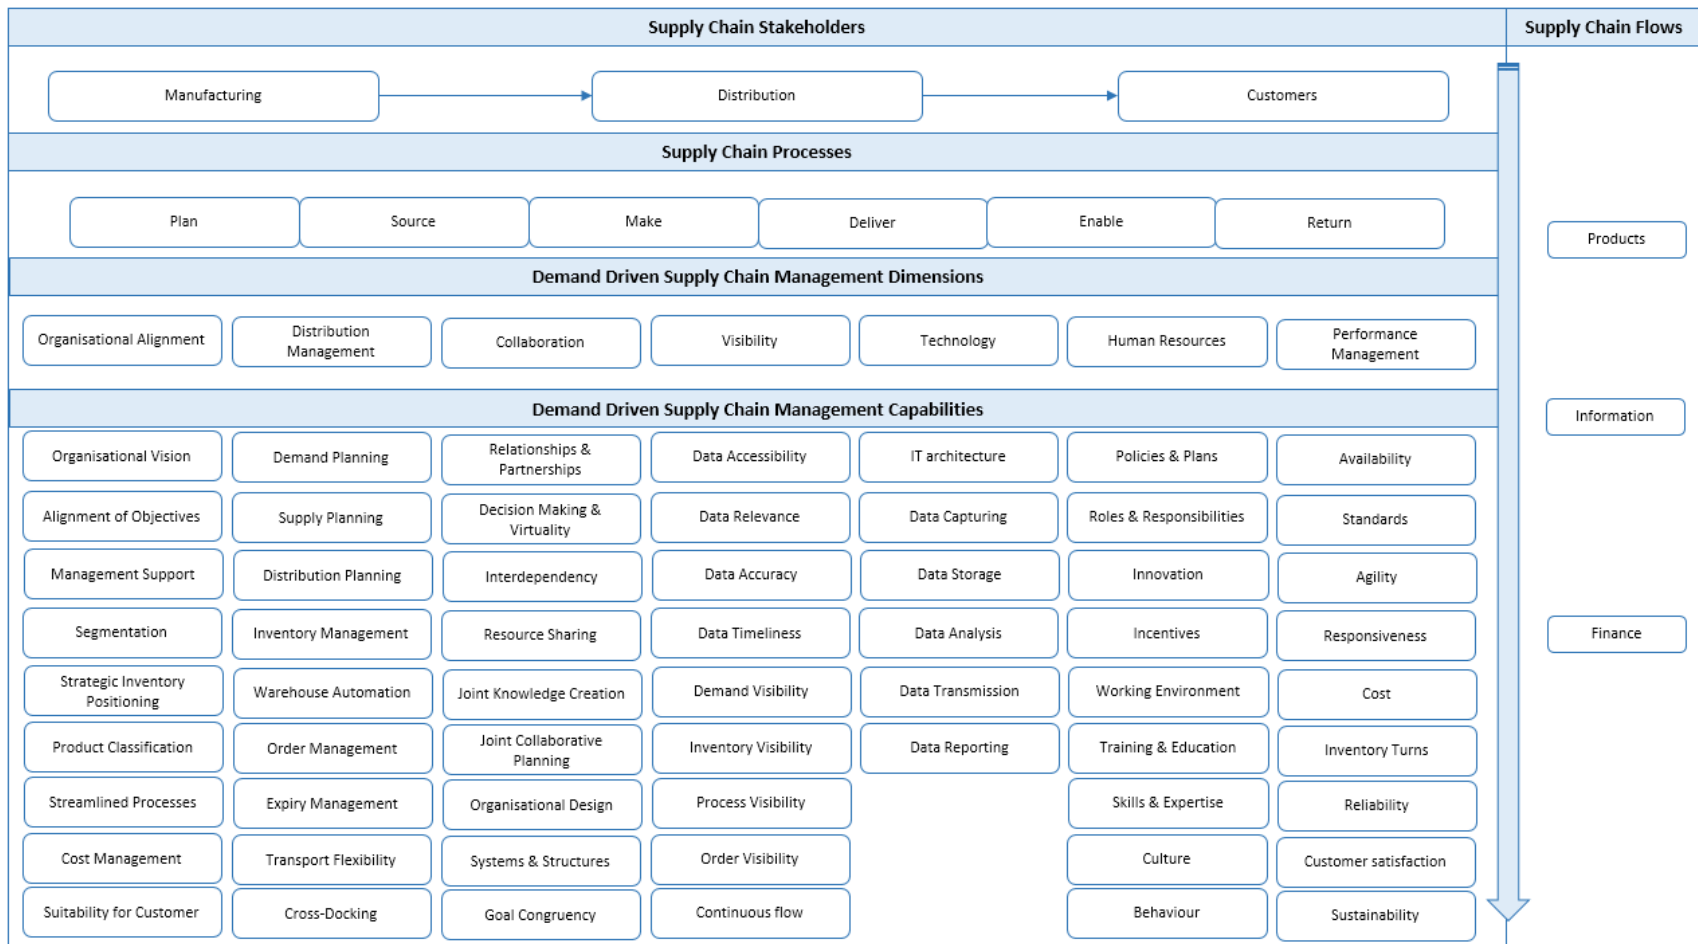 Supply Chain Stakeholders
Supply Chain Flows
Manufacturing
Distribution
Customers
Supply Chain Processes
Plan
Source
Make
Deliver
Enable
Return
Products
Demand Driven Supply Chain Management Dimensions
Organisational Alignment
Distribution
Management
Collaboration
Visibility
Technology
Human Resources
Performance
Management
Demand Driven Supply Chain Management Capabilities
Information
Organisational Vision
Demand Planning
Relationships &
Partnerships
Data Accessibility
IT architecture
Policies & Plans
Availability
Alignment of Objectives
Supply Planning
Decision Making &
Virtuality
Data Relevance
Data Capturing
Roles & Responsibilities
Standards
Management Support
Distribution Planning
Interdependency
Data Accuracy
Data Storage
Innovation
Agility
Segmentation
Inventory Management
Resource Sharing
Data Timeliness
Data Analysis
Incentives
Responsiveness
Finance
Strategic Inventory
Positioning
Warehouse Automation
Joint Knowledge Creation
Demand Visibility
Data Transmission
Working Environment
Cost
Product Classification
Order Management
Joint Collaborative
Planning
Inventory Visibility
Data Reporting
Training & Education
Inventory Turns
Streamlined Processes
Expiry Management
Organisational Design
Process Visibility
Skills & Expertise
Reliability
Cost Management
Transport Flexibility
Systems & Structures
Order Visibility
Culture
Customer satisfaction
Suitability for Customer
Cross-Docking
Goal Congruency
Continuous flow
Behaviour
Sustainability